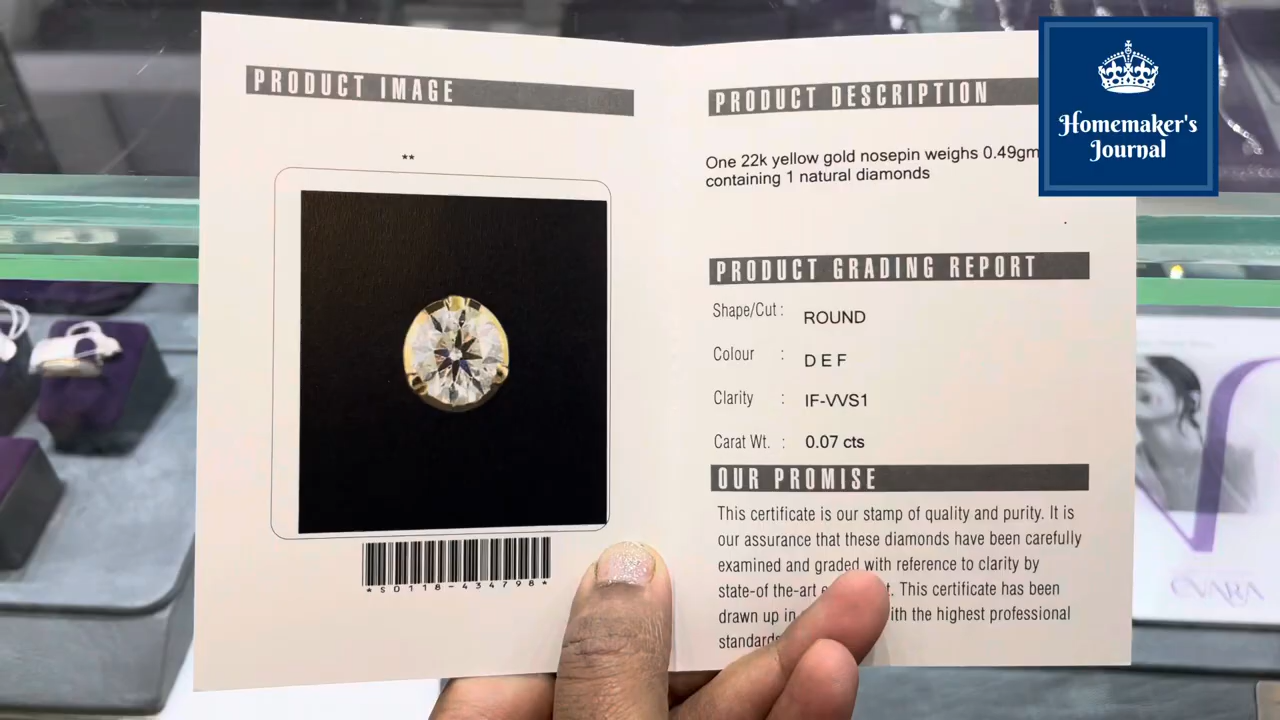 PRODUCT IMAGE
**
*S0118-434798*
PRODUCT DESCRIPTION
One 22k yellow gold nosepin weighs 0.49gm
containing 1 natural diamonds
PRODUCT GRADING REPORT
Shape/Cut : ROUND
Colour : D E F
Clarity : IF-VVS1
Carat Wt. : 0.07 cts
OUR PROMISE
This certificate is our stamp of quality and purity. It is
our assurance that these diamonds have been carefully
examined and graded with reference to clarity by
state-of the-art . This certificate has been
drawn up in with the highest professional
standards
Homemaker's
Journal
EVARA